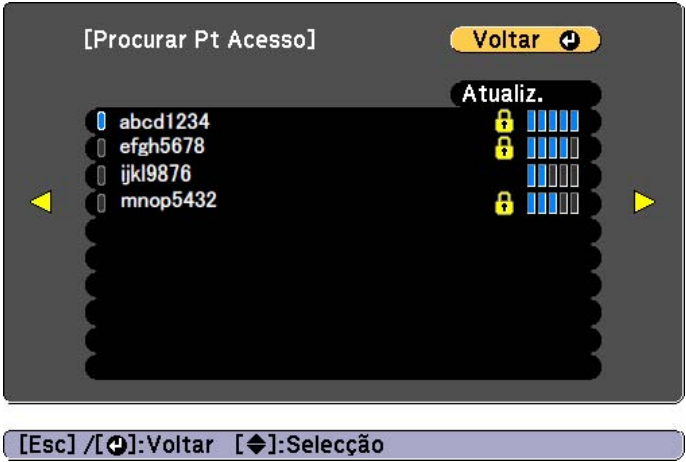 [Procurar Pt Acesso] Voltar
Atualiz.
abcd1234
efgh5678
ijkl9876
mnop5432
[Esc] /[⏎]:Voltar [◆]:Selecção